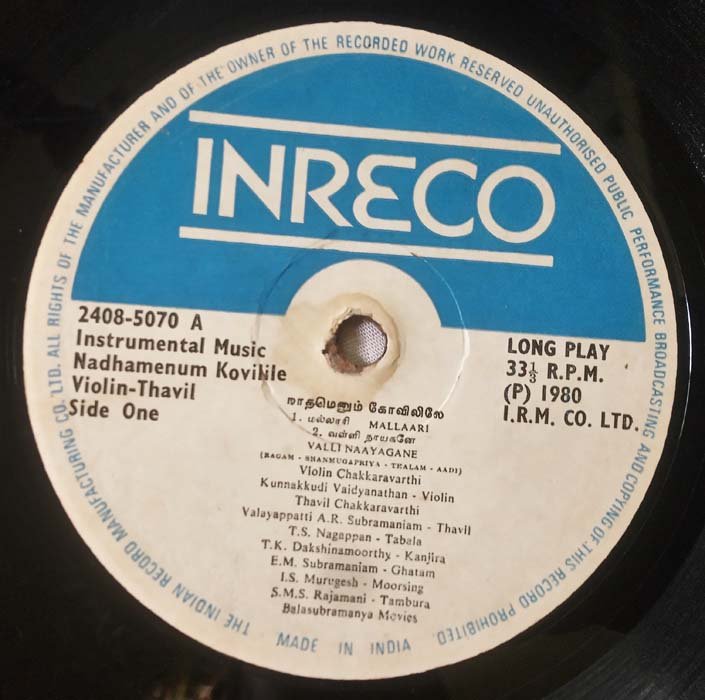 ALL RIGHTS OF THE MANUFACTURER AND OF THE OWNER OF THE RECORDED WORK RESERVED UNAUTHORISED PUBLIC PERFORMANCE BROADCASTING AND COPYING OF THIS RECORD PROHIBITED
INRECO
2408-5070 A
Instrumental Music
Nadhamenum Kovilile
Violin-Thavil
Side One
LONG PLAY
33⅓ R.P.M.
(P) 1980
I.R.M. CO. LTD.
நாதமெனும் கோவிலிலே
1. மல்லாரி MALLAARI
2. வள்ளி நாயகனே
VALLI NAAYAGANE
(RAGAM - SHANMUGAPRIYA - THALAM - AADI)
Violin Chakkaravarthi
Kunnakkudi Vaidyanathan - Violin
Thavil Chakkaravarthi
Valayappatti A.R. Subramaniam - Thavil
T.S. Nagappan - Tabala
T.K. Dakshinamoorthy - Kanjira
E.M. Subramaniam - Ghatam
I.S. Murugesh - Moorsing
S.M.S. Rajamani - Tambura
Balasubramanya Movies
THE INDIAN RECORD MANUFACTURING CO. LTD.
MADE IN INDIA